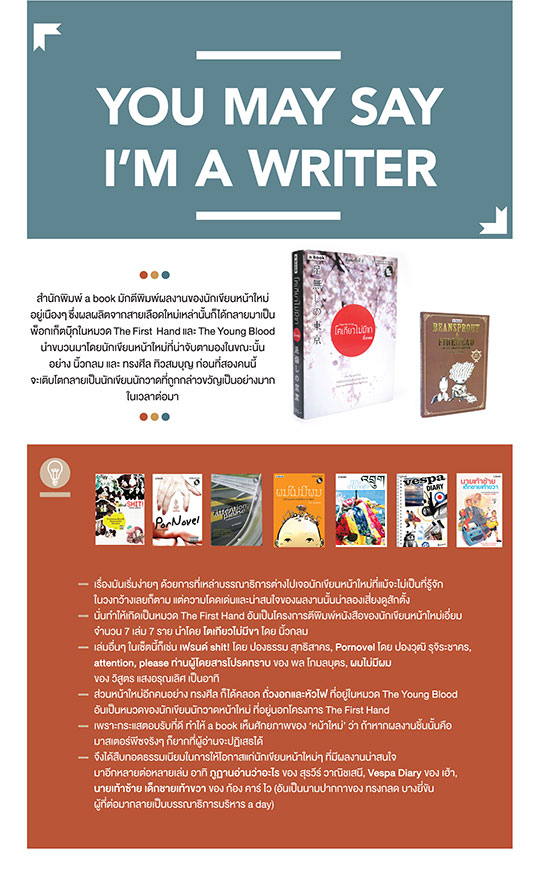 YOU MAY SAY
I'M A WRITER
สำนักพิมพ์ a book มักตีพิมพ์ผลงานของนักเขียนหน้าใหม่
อยู่เนืองๆ ซึ่งผลผลิตจากสายเลือดใหม่เหล่านั้นก็ได้กลายมาเป็น
พ็อกเก็ตบุ๊กในหมวด The First Hand และ The Young Blood
นำขบวนมาโดยนักเขียนหน้าใหม่ที่น่าจับตามองในขณะนั้น
อย่าง นิ้วกลม และ ทรงศีล ทิวสมบุญ ก่อนที่สองคนนี้
จะเติบโตกลายเป็นนักเขียนนักวาดที่ถูกกล่าวขวัญเป็นอย่างมาก
ในเวลาต่อมา
a book
足無しの東京
โตเกียวไม่มีขา
นิ้วกลม
BEANSPROUT
&
FIREHEAD
SHIT!
PorNovel
attention please
ผมไม่มีผม
vespa
DIARY
นายเท้าซ้าย
เด็กชายเท้าขวา
— เรื่องมันเริ่มง่ายๆ ด้วยการที่เหล่าบรรณาธิการต่างไปเจอนักเขียนหน้าใหม่ที่แม้จะไม่เป็นที่รู้จัก
ในวงกว้างเลยก็ตาม แต่ความโดดเด่นและน่าสนใจของผลงานนั้นน่าลองเสี่ยงดูสักตั้ง
— นั่นทำให้เกิดเป็นหมวด The First Hand อันเป็นโครงการตีพิมพ์หนังสือของนักเขียนหน้าใหม่เอี่ยม
จำนวน 7 เล่ม 7 ราย นำโดย โตเกียวไม่มีขา โดย นิ้วกลม
— เล่มอื่นๆ ในเซ็ตนี้ก็เช่น เฟรนด์ shit! โดย ปองธรรม สุทธิสาคร, Pornovel โดย ปองวุฒิ รุจิระชาคร,
attention, please ท่านผู้โดยสารโปรดทราบ ของ พล โกมลบุตร, ผมไม่มีผม
ของ วิสูตร แสงอรุณเลิศ เป็นอาทิ
— ส่วนหน้าใหม่อีกคนอย่าง ทรงศีล ก็ได้คลอด ถั่วงอกและหัวไฟ ที่อยู่ในหมวด The Young Blood
อันเป็นหมวดของนักเขียนนักวาดหน้าใหม่ ที่อยู่นอกโครงการ The First Hand
— เพราะกระแสตอบรับที่ดี ทำให้ a book เห็นศักยภาพของ 'หน้าใหม่' ว่า ถ้าหากผลงานชิ้นนั้นคือ
มาสเตอร์พีซจริงๆ ก็ยากที่ผู้อ่านจะปฏิเสธได้
— จึงได้สืบทอดธรรมเนียมในการให้โอกาสแก่นักเขียนหน้าใหม่ๆ ที่มีผลงานน่าสนใจ
มาอีกหลายต่อหลายเล่ม อาทิ ภูฏานอ่านว่าอะไร ของ สุรวีร์ วาณิชเสนี, Vespa Diary ของ เฮ้า,
นายเท้าซ้าย เด็กชายเท้าขวา ของ ก้อง คาร์ ไว (อันเป็นนามปากกาของ ทรงกลด บางยี่ขัน
ผู้ที่ต่อมากลายเป็นบรรณาธิการบริหาร a day)